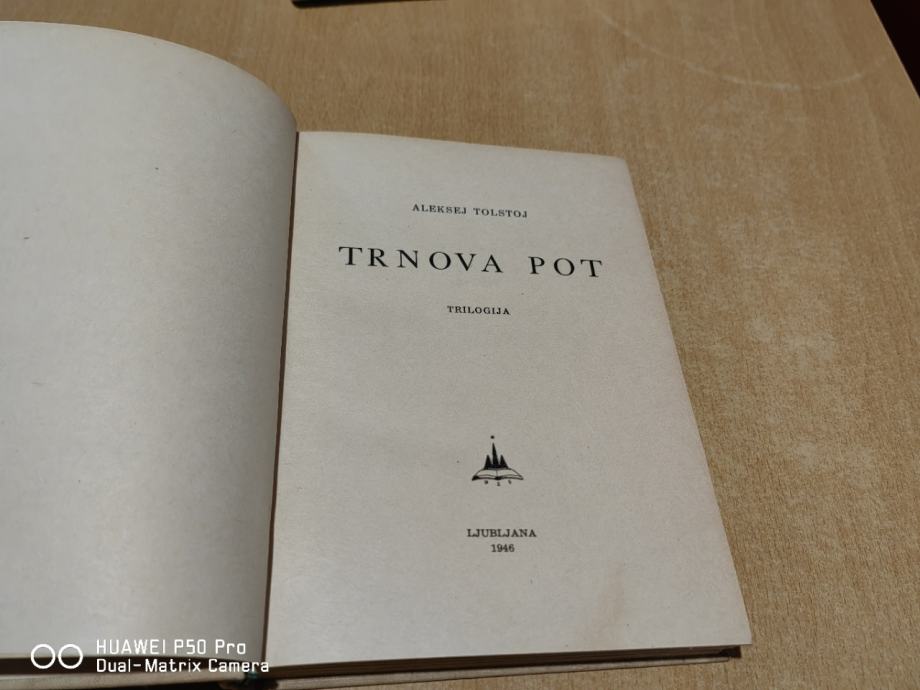 ALEKSEJ TOLSTOJ
TRNOVA POT
TRILOGIJA
LJUBLJANA
1946
HUAWEI P50 Pro
Dual-Matrix Camera